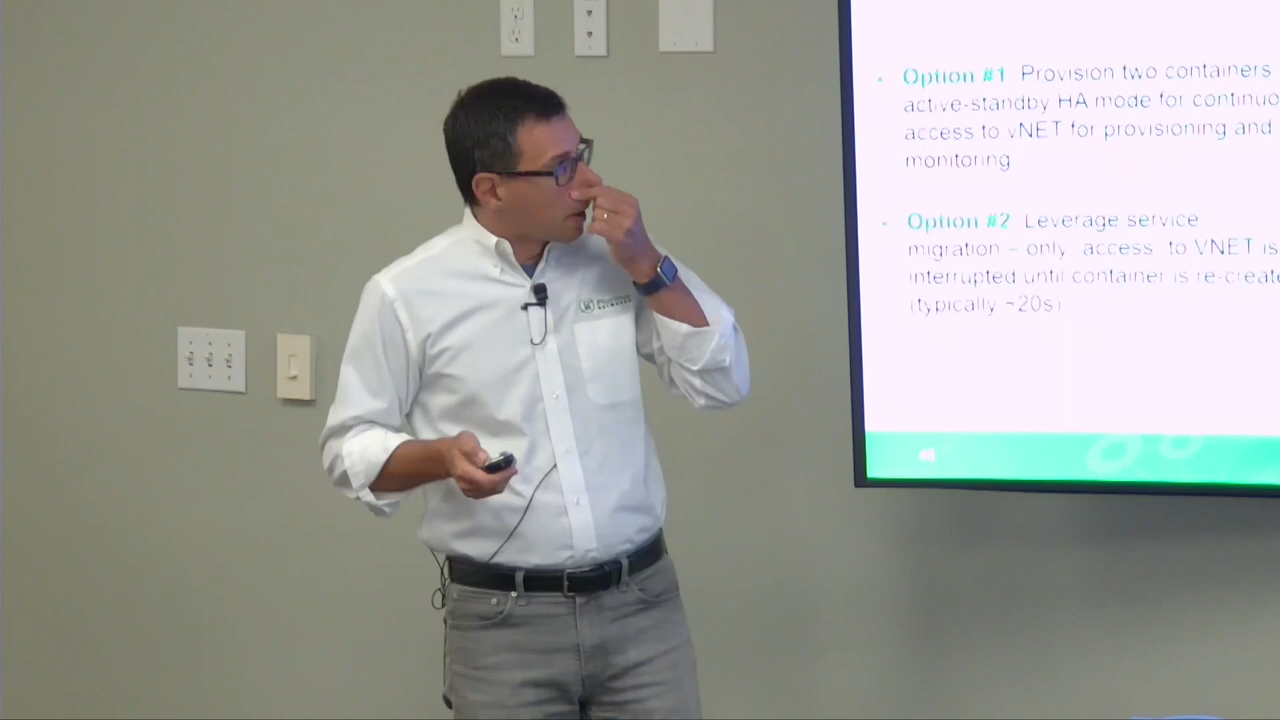 Option #1 Provision two containers
active-standby HA mode for continuo
access to vNET for provisioning and
monitoring
Option #2 Leverage service
migration – only access to VNET is
interrupted until container is re-create
(typically ~20s)
NETWORKS